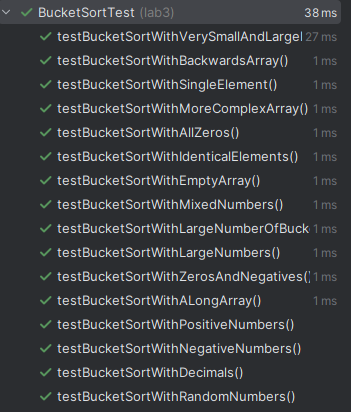 BucketSortTest (lab3) 38 ms
testBucketSortWithVerySmallAndLarge 27 ms
testBucketSortWithBackwardsArray() 1 ms
testBucketSortWithSingleElement() 1 ms
testBucketSortWithMoreComplexArray() 1 ms
testBucketSortWithAllZeros() 1 ms
testBucketSortWithIdenticalElements() 1 ms
testBucketSortWithEmptyArray() 1 ms
testBucketSortWithMixedNumbers() 1 ms
testBucketSortWithLargeNumberOfBuck 1 ms
testBucketSortWithLargeNumbers() 1 ms
testBucketSortWithZerosAndNegatives( 1 ms
testBucketSortWithALongArray() 1 ms
testBucketSortWithPositiveNumbers()
testBucketSortWithNegativeNumbers()
testBucketSortWithDecimals()
testBucketSortWithRandomNumbers()